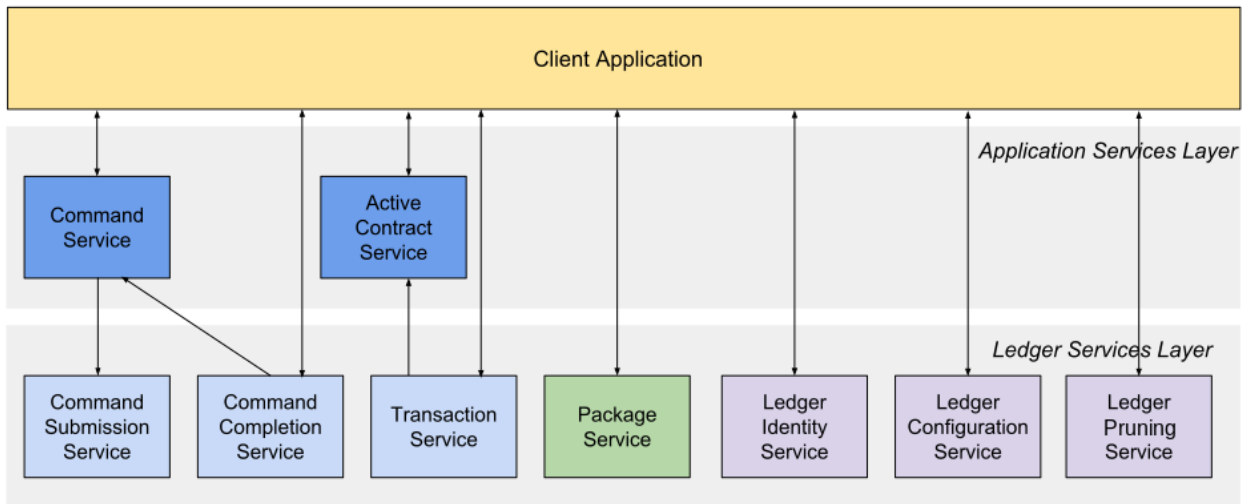 Client Application
Application Services Layer
Command
Service
Active
Contract
Service
Ledger Services Layer
Command
Submission
Service
Command
Completion
Service
Transaction
Service
Package
Service
Ledger
Identity
Service
Ledger
Configuration
Service
Ledger
Pruning
Service